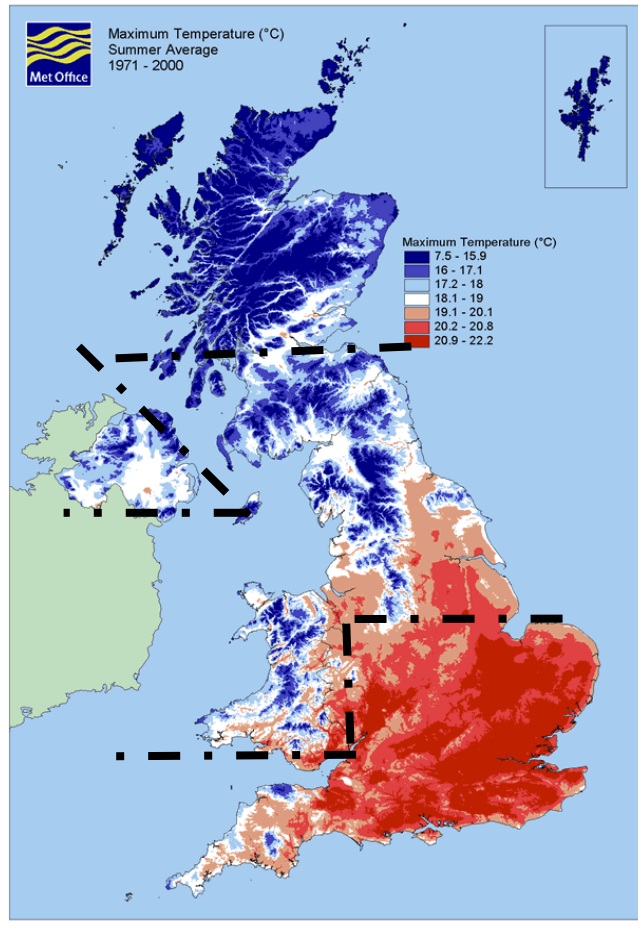 Met Office
Maximum Temperature (°C)
Summer Average
1971 - 2000
Maximum Temperature (°C)
7.5 - 15.9
16 - 17.1
17.2 - 18
18.1 - 19
19.1 - 20.1
20.2 - 20.8
20.9 - 22.2